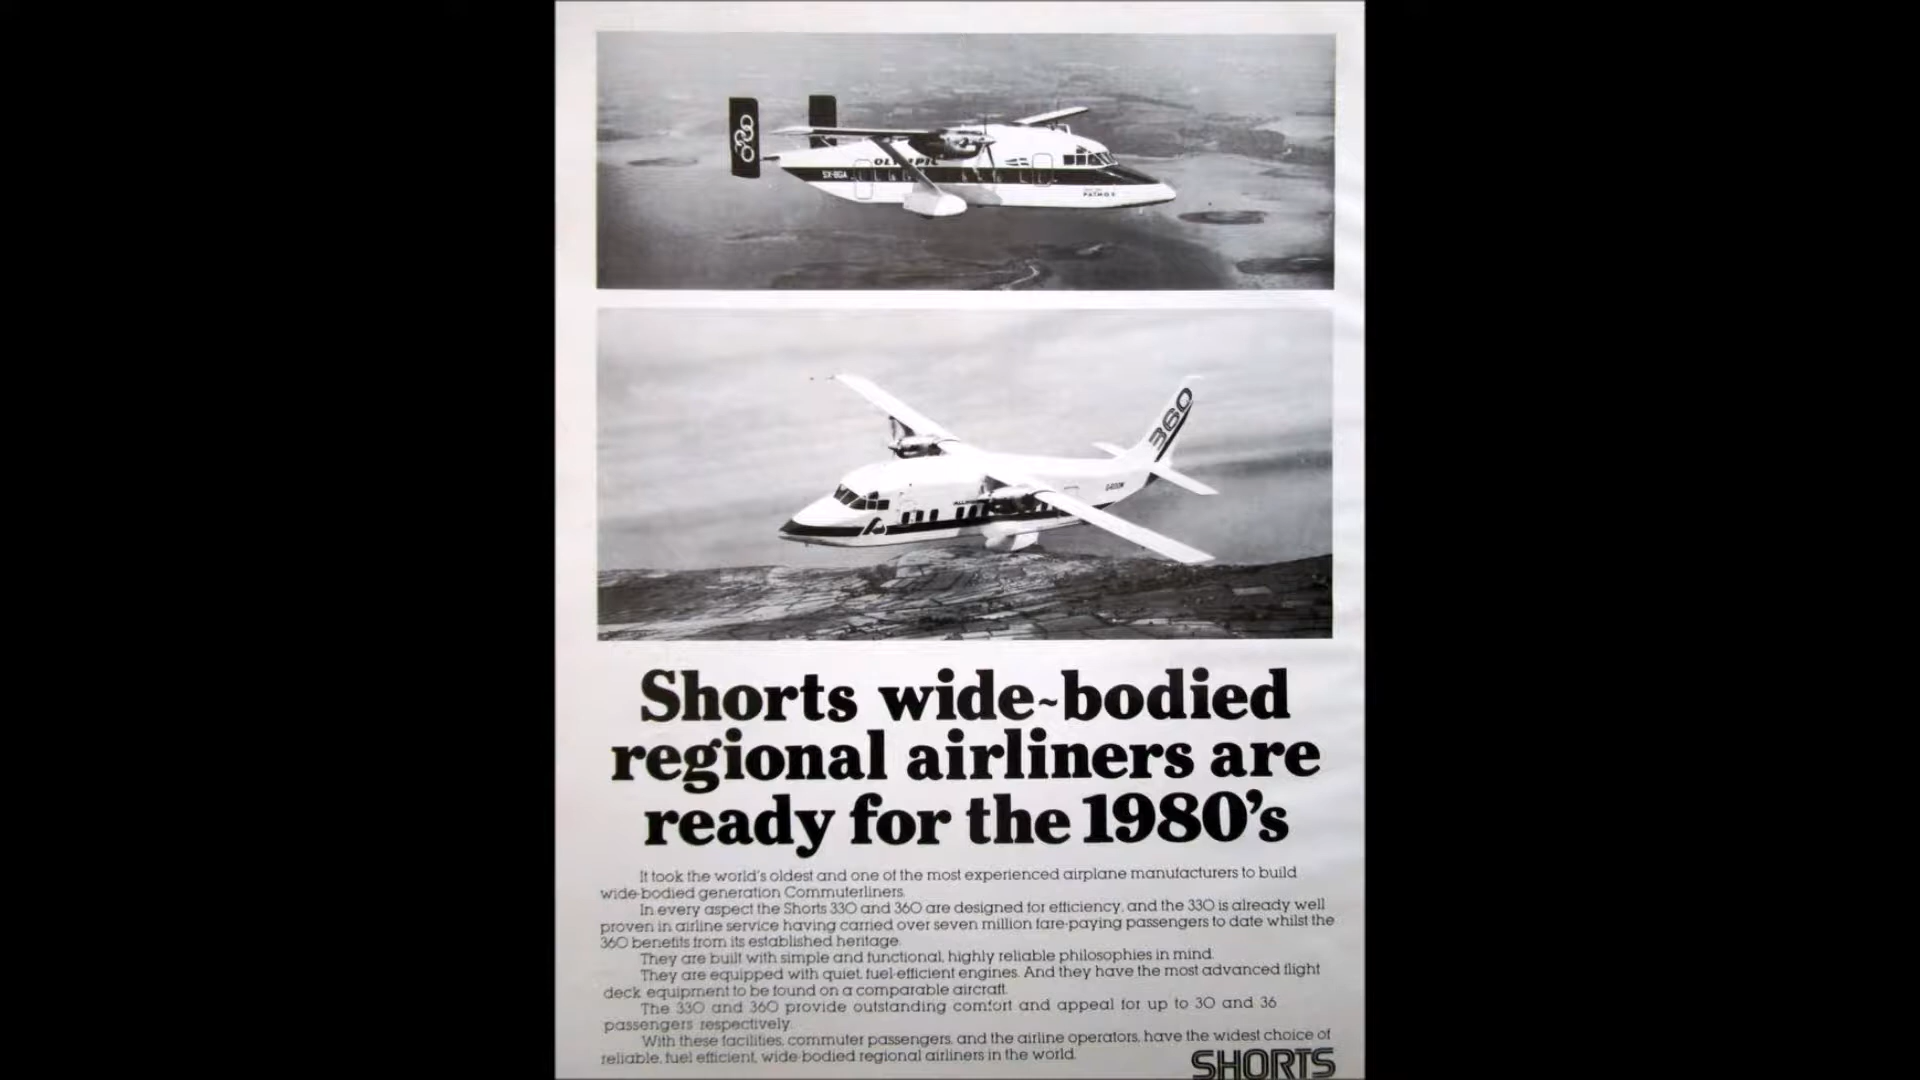 OLYMPIC
SX-BGA
PATMOS
360
Shorts wide-bodied
regional airliners are
ready for the 1980's
It took the world's oldest and one of the most experienced airplane manufacturers to build
wide-bodied generation Commuterliners.
In every aspect the Shorts 330 and 360 are designed for efficiency, and the 330 is already well
proven in airline service having carried over seven million fare-paying passengers to date whilst the
360 benefits from its established heritage.
They are built with simple and functional, highly reliable philosophies in mind.
They are equipped with quiet, fuel-efficient engines. And they have the most advanced flight
deck equipment to be found on a comparable aircraft.
The 330 and 360 provide outstanding comfort and appeal for up to 30 and 36
passengers respectively.
With these facilities, commuter passengers, and the airline operators, have the widest choice of
reliable, fuel efficient, wide-bodied regional airliners in the world.
SHORTS